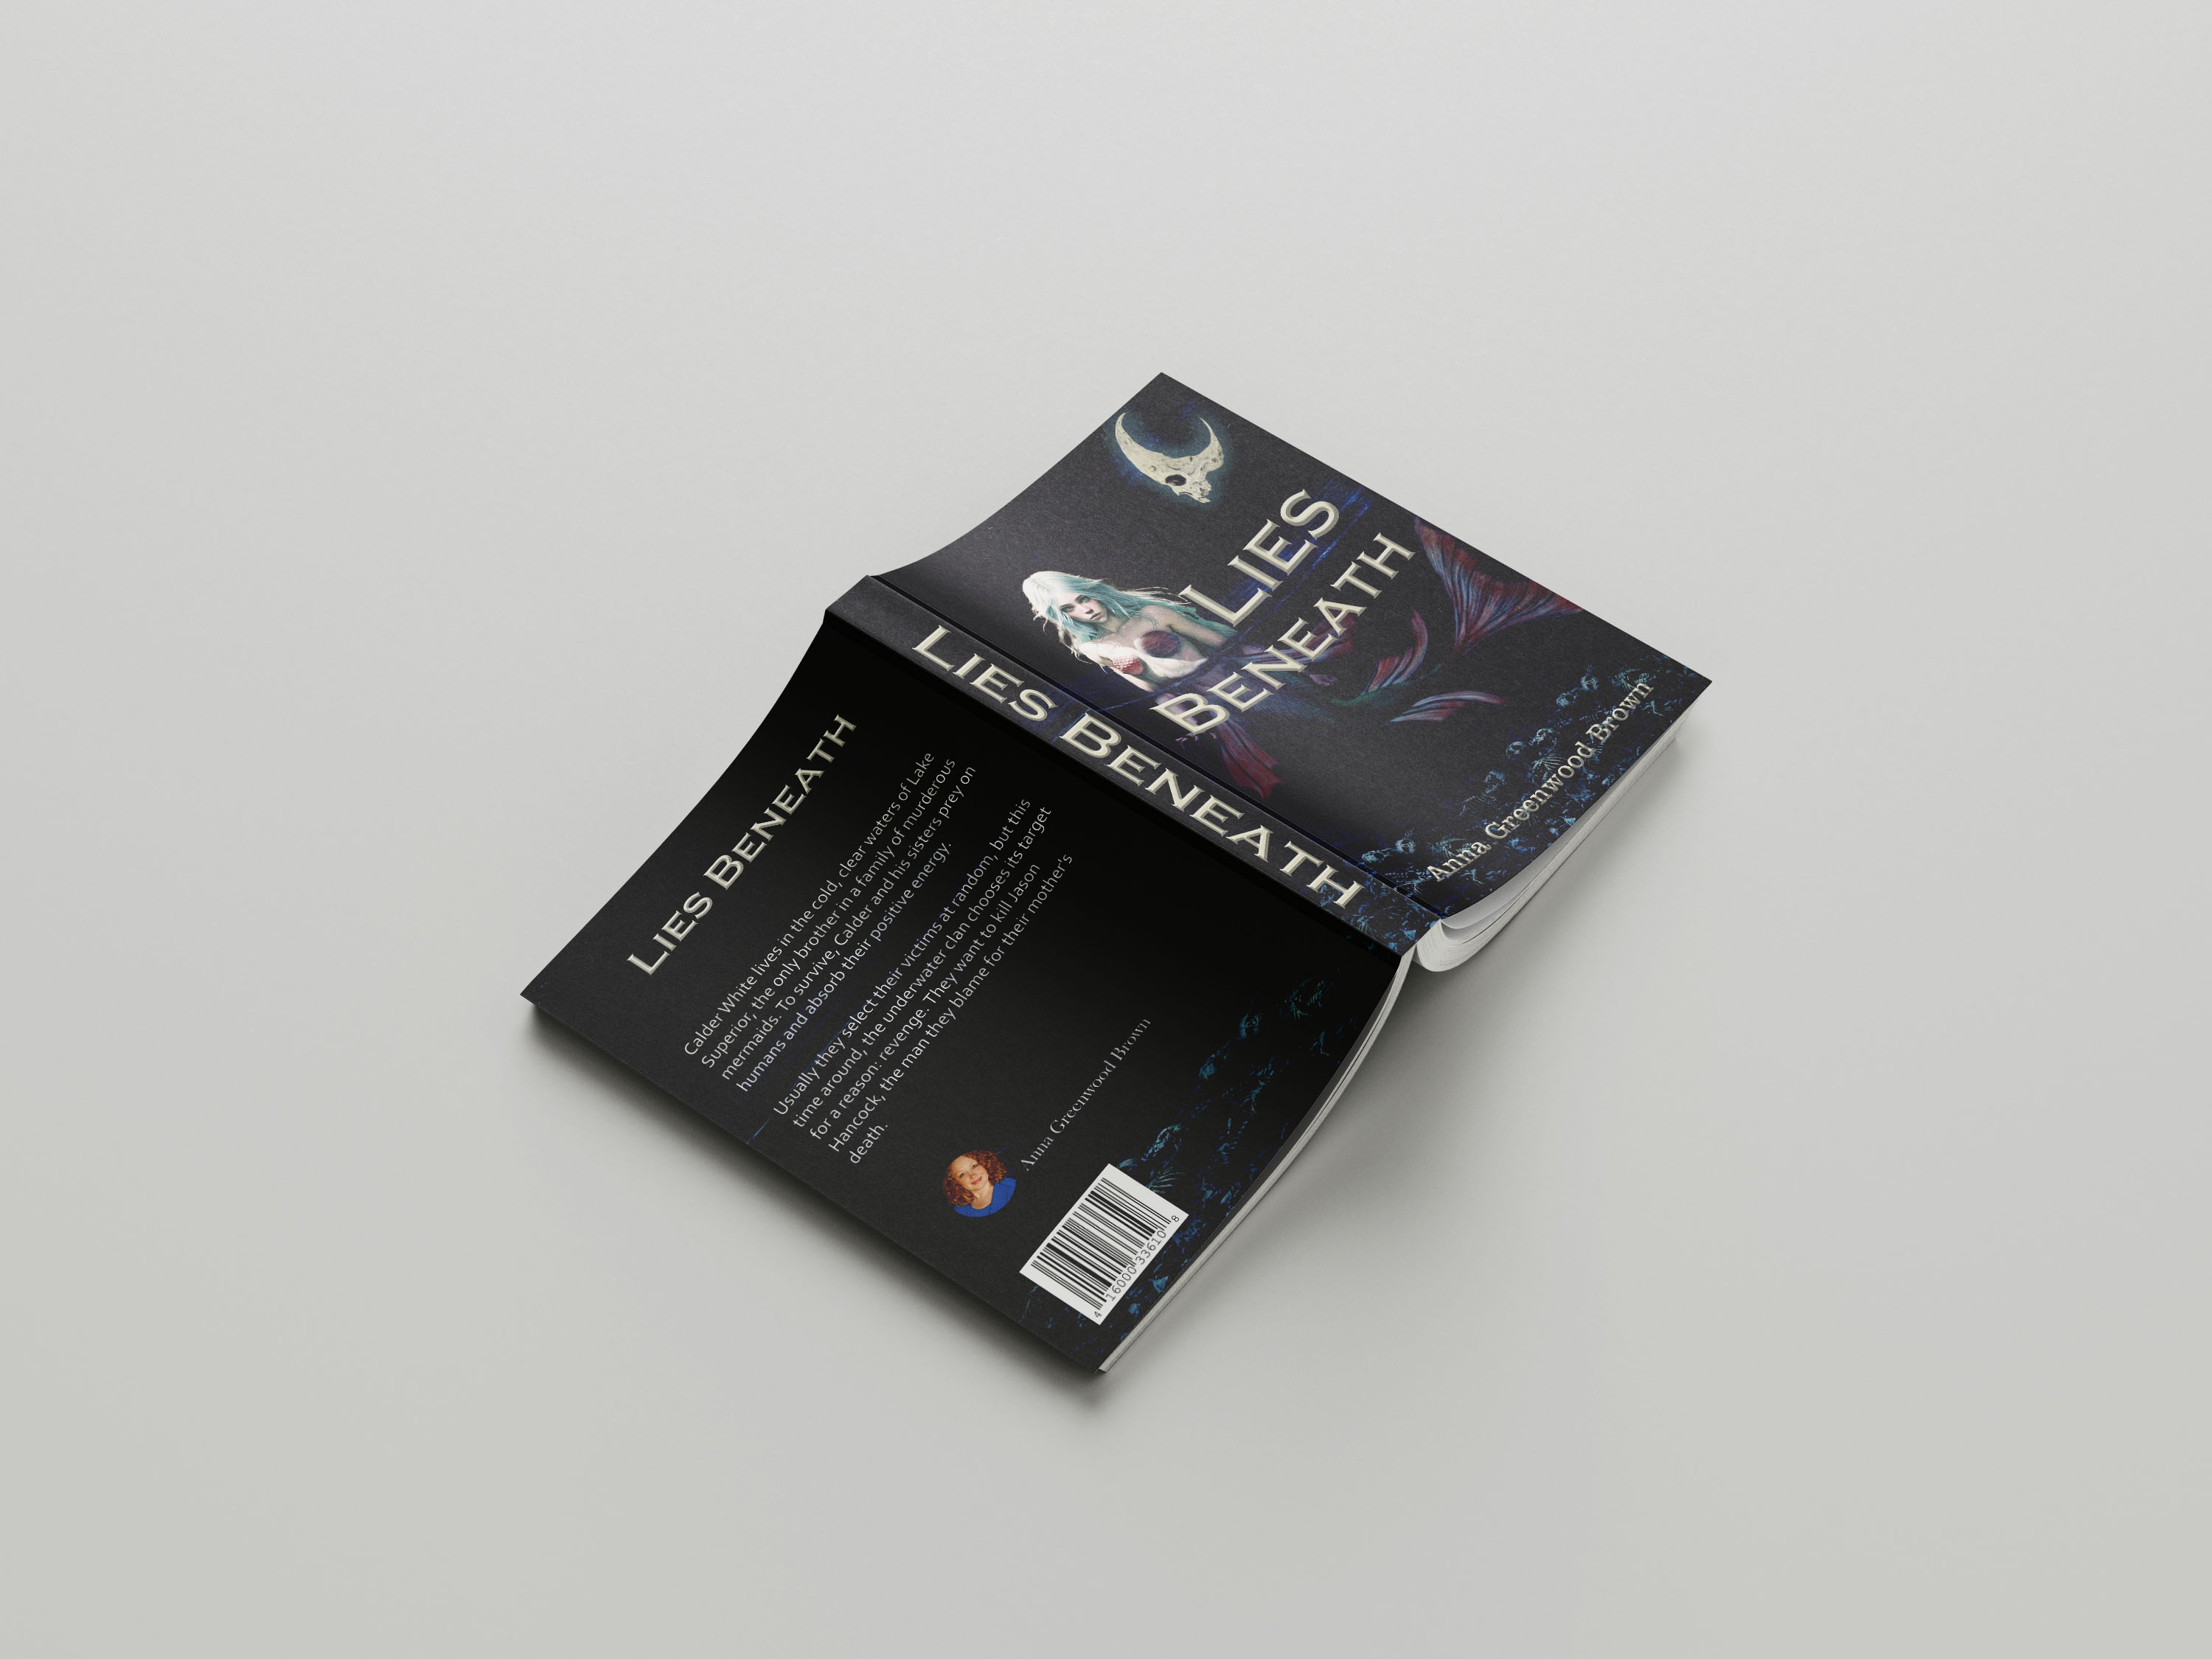 LIES
BENEATH
Anna Greenwood Brown
LIES BENEATH
LIES BENEATH
Calder White lives in the cold, clear waters of Lake
Superior, the only brother in a family of murderous
mermaids. To survive, Calder and his sisters prey on
humans and absorb their positive energy.
Usually they select their victims at random, but this
time around, the underwater clan chooses its target
for a reason: revenge. They want to kill Jason
Hancock, the man they blame for their mother's
death.
Anna Greenwood Brown
4 16000 33610 8